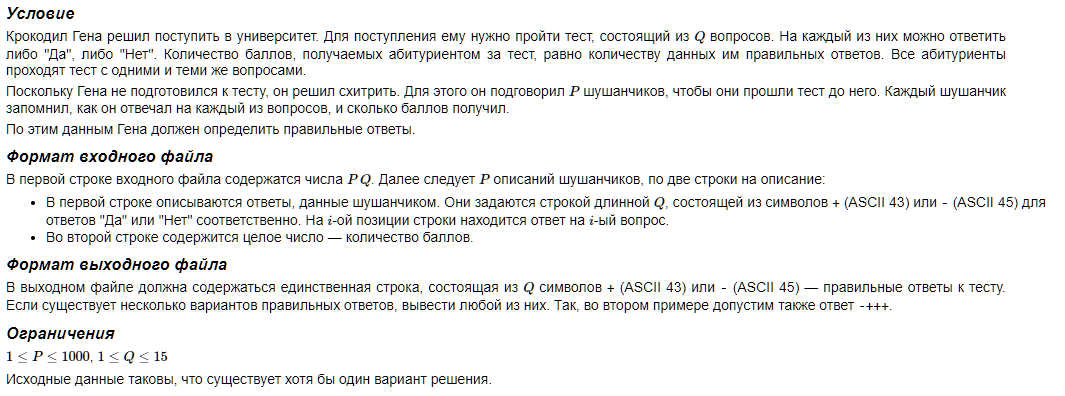 Условие
Крокодил Гена решил поступить в университет. Для поступления ему нужно пройти тест, состоящий из Q вопросов. На каждый из них можно ответить
либо "Да", либо "Нет". Количество баллов, получаемых абитуриентом за тест, равно количеству данных им правильных ответов. Все абитуриенты
проходят тест с одними и теми же вопросами.
Поскольку Гена не подготовился к тесту, он решил схитрить. Для этого он подговорил P шушанчиков, чтобы они прошли тест до него. Каждый шушанчик
запомнил, как он отвечал на каждый из вопросов, и сколько баллов получил.
По этим данным Гена должен определить правильные ответы.
Формат входного файла
В первой строке входного файла содержатся числа P Q. Далее следует P описаний шушанчиков, по две строки на описание:
• В первой строке описываются ответы, данные шушанчиком. Они задаются строкой длинной Q, состоящей из символов + (ASCII 43) или - (ASCII 45) для
ответов "Да" или "Нет" соответственно. На i-ой позиции строки находится ответ на i-ый вопрос.
• Во второй строке содержится целое число — количество баллов.
Формат выходного файла
В выходном файле должна содержаться единственная строка, состоящая из Q символов + (ASCII 43) или - (ASCII 45) — правильные ответы к тесту.
Если существует несколько вариантов правильных ответов, вывести любой из них. Так, во втором примере допустим также ответ -+++.
Ограничения
1 ≤ P ≤ 1000, 1 ≤ Q ≤ 15
Исходные данные таковы, что существует хотя бы один вариант решения.